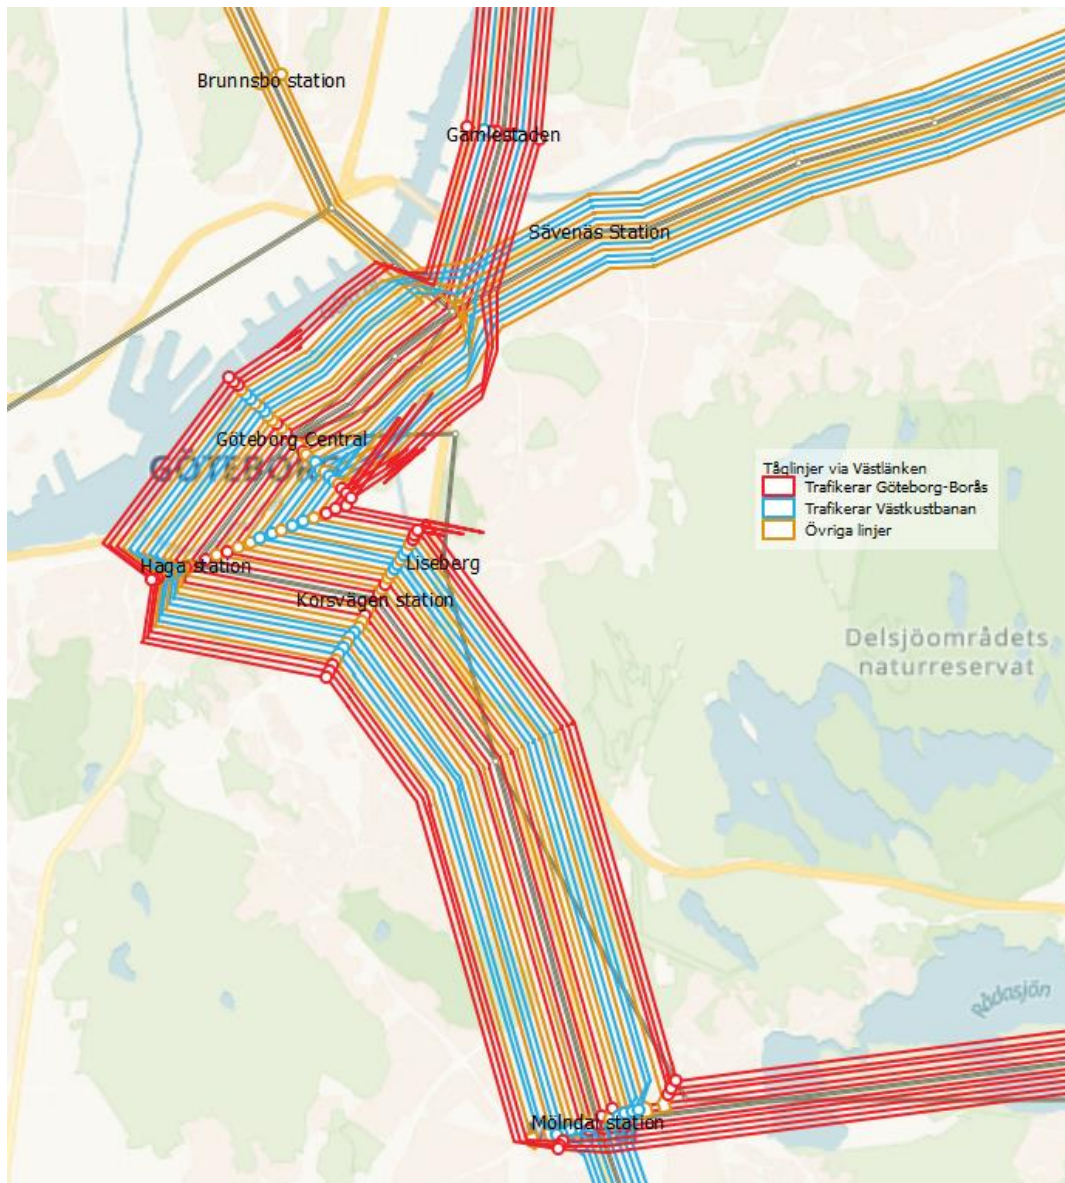 Brunnsbo station
Gamlestaden
Sävenäs Station
Göteborg Central
GÖTEBORG
Tåglinjer via Västlänken
Trafikerar Göteborg-Borås
Trafikerar Västkustbanan
Övriga linjer
Haga station
Liseberg
Korsvägen station
Delsjöområdets
naturreservat
Rådasjön
Mölndal station